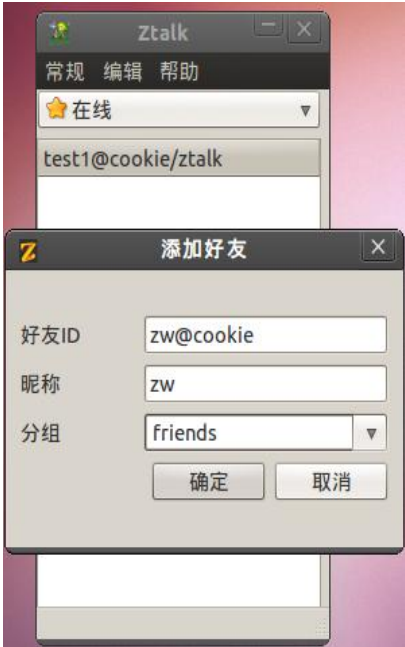 Ztalk
常规 编辑 帮助
在线
test1@cookie/ztalk
Z 添加好友
好友ID zw@cookie
昵称 zw
分组 friends
确定 取消